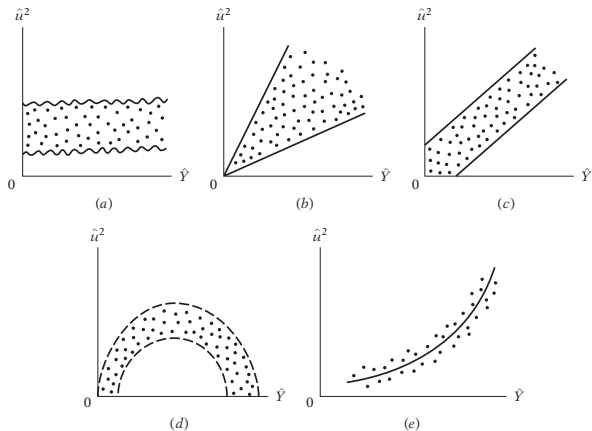 û² û² û²
0 Ŷ 0 Ŷ 0 Ŷ
(a) (b) (c)
û² û²
0 Ŷ 0 Ŷ
(d) (e)